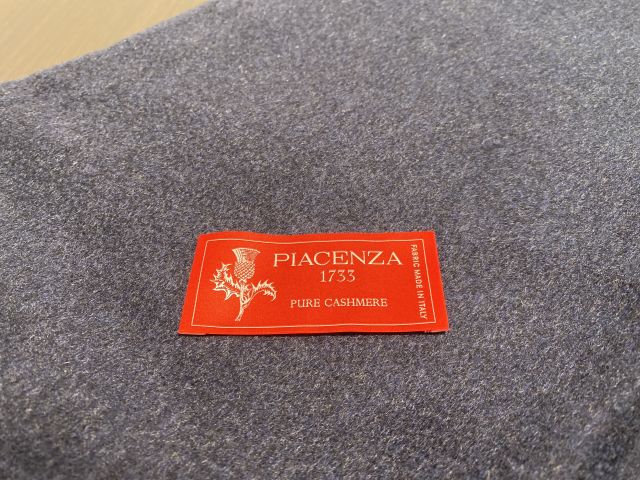 PIACENZA
1733
PURE CASHMERE
FABRIC MADE IN ITALY